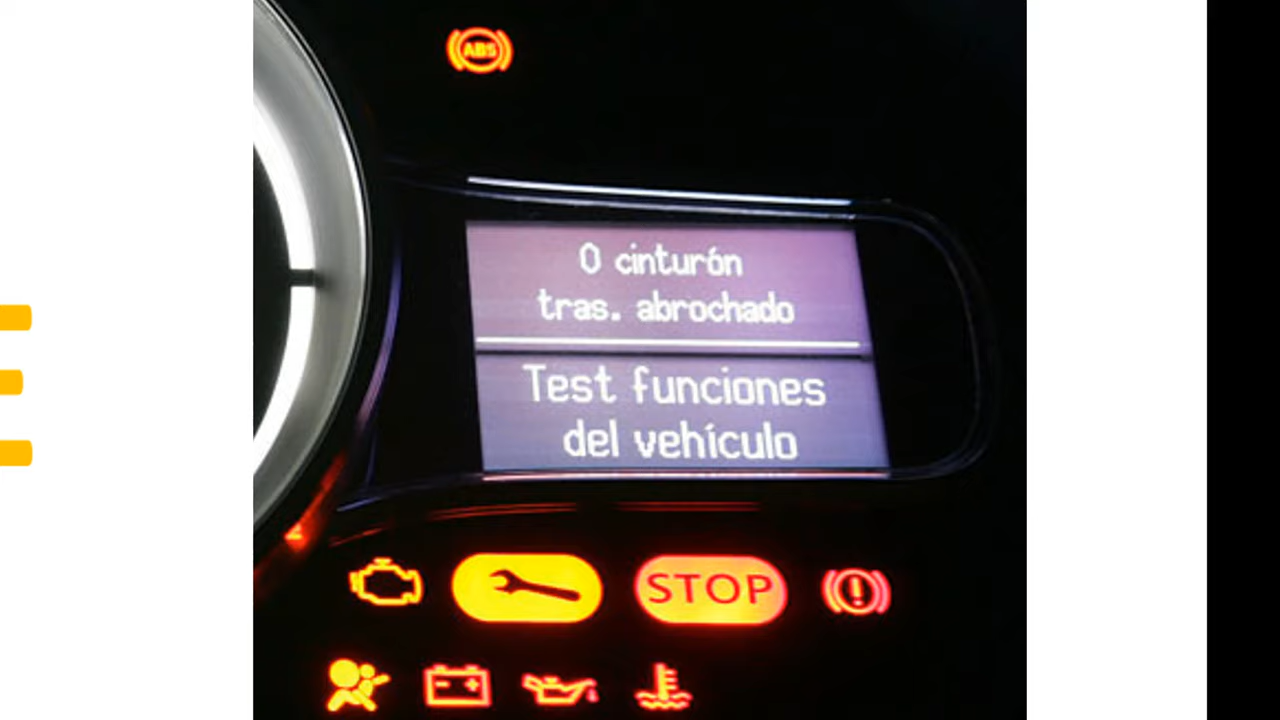 ABS
0 cinturón
tras. abrochado
Test funciones
del vehículo
STOP